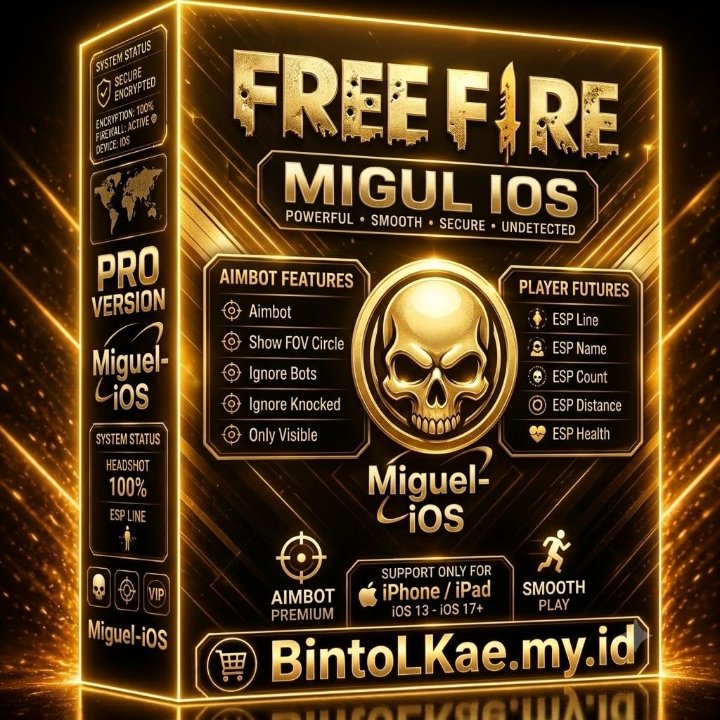 SYSTEM STATUS
SECURE
ENCRYPTED
ENCRYPTION: 100%
FIREWALL: ACTIVE
DEVICE: IOS
PRO
VERSION
Miguel-
iOS
SYSTEM STATUS
HEADSHOT
100%
ESP LINE
VIP
Miguel-iOS
FREE FIRE
MIGUL IOS
POWERFUL • SMOOTH • SECURE • UNDETECTED
AIMBOT FEATURES
Aimbot
Show FOV Circle
Ignore Bots
Ignore Knocked
Only Visible
PLAYER FUTURES
ESP Line
ESP Name
ESP Count
ESP Distance
ESP Health
Miguel-
iOS
AIMBOT
PREMIUM
SUPPORT ONLY FOR
iPhone / iPad
iOS 13 - iOS 17+
SMOOTH
PLAY
BintoLKae.my.id